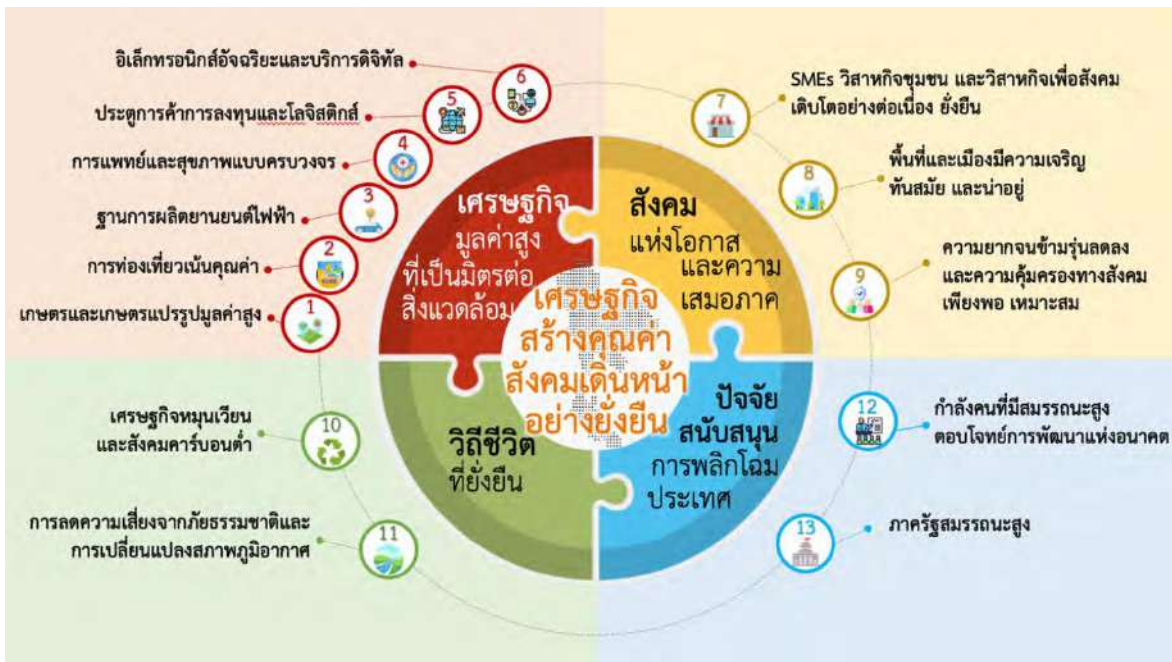 อิเล็กทรอนิกส์อัจฉริยะและบริการดิจิทัล
6
ประตูการค้าการลงทุนและโลจิสติกส์
5
การแพทย์และสุขภาพแบบครบวงจร
4
ฐานการผลิตยานยนต์ไฟฟ้า
3
การท่องเที่ยวเน้นคุณค่า
2
เกษตรและเกษตรแปรรูปมูลค่าสูง
1
เศรษฐกิจ
มูลค่าสูง
ที่เป็นมิตรต่อ
สิ่งแวดล้อม
สังคม
แห่งโอกาส
และความ
เสมอภาค
7
SMEs วิสาหกิจชุมชน และวิสาหกิจเพื่อสังคม
เติบโตอย่างต่อเนื่อง ยั่งยืน
8
พื้นที่และเมืองมีความเจริญ
ทันสมัย และน่าอยู่
9
ความยากจนข้ามรุ่นลดลง
และความคุ้มครองทางสังคม
เพียงพอ เหมาะสม
เศรษฐกิจ
สร้างคุณค่า
สังคมเดินหน้า
อย่างยั่งยืน
เศรษฐกิจหมุนเวียน
และสังคมคาร์บอนต่ำ
10
การลดความเสี่ยงจากภัยธรรมชาติและ
การเปลี่ยนแปลงสภาพภูมิอากาศ
11
วิถีชีวิต
ที่ยั่งยืน
ปัจจัย
สนับสนุน
การพลิกโฉม
ประเทศ
12
กำลังคนที่มีสมรรถนะสูง
ตอบโจทย์การพัฒนาแห่งอนาคต
13
ภาครัฐสมรรถนะสูง